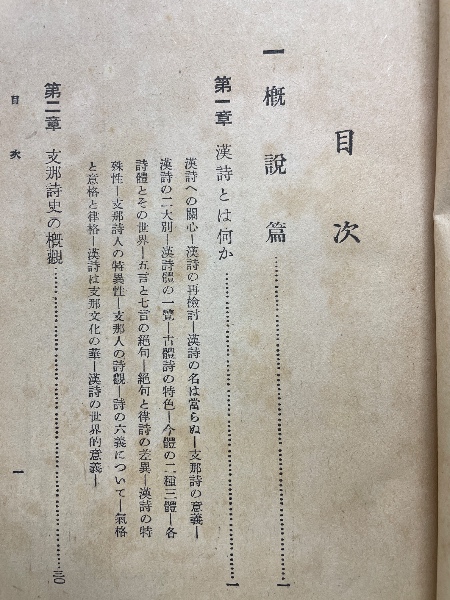 目次
一 概說篇……………………一
第一章 漢詩とは何か……………………一
漢詩への關心―漢詩の再檢討―漢詩の名は當らぬ―支那詩の意義―
漢詩の二大別―漢詩體の一覽―古體詩の特色―今體の二種三體―各
詩體とその世界―五言と七言の絕句―絕句と律詩の差異―漢詩の特
殊性―支那詩人の特異性―支那人の詩觀―詩の六義について―氣格
と意格と律格―漢詩は支那文化の華―漢詩の世界的意義―
第二章 支那詩史の槪觀……………………三〇
目次 一